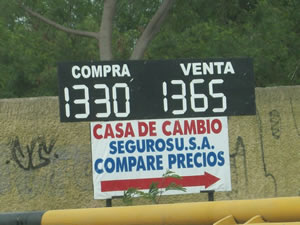 COMPRA VENTA
1330 1365
CASA DE CAMBIO
SEGUROSU.S.A.
COMPARE PRECIOS